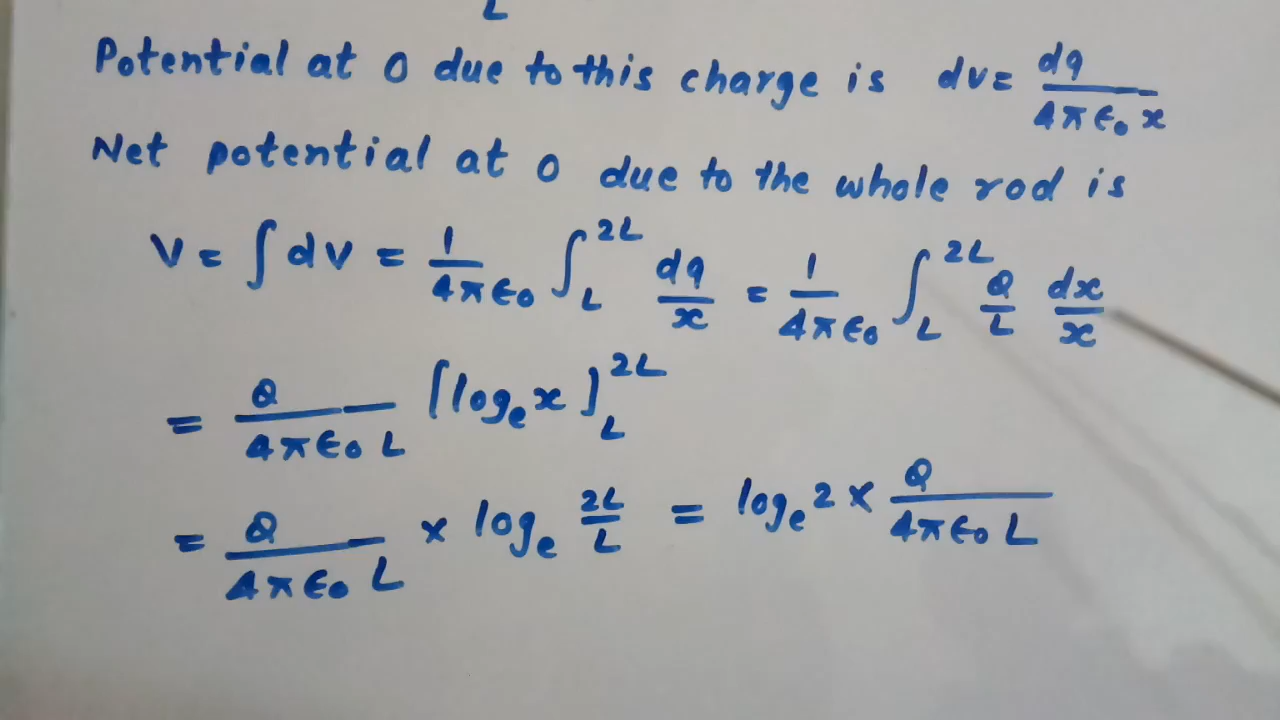 L
Potential at O due to this charge is dv = dq / 4πε₀x
Net potential at O due to the whole rod is
V = ∫dV = 1/4πε₀ ∫_L^2L dq/x = 1/4πε₀ ∫_L^2L Q/L dx/x
= Q/4πε₀L [logₑx]_L^2L
= Q/4πε₀L × logₑ 2L/L = logₑ2 × Q/4πε₀L